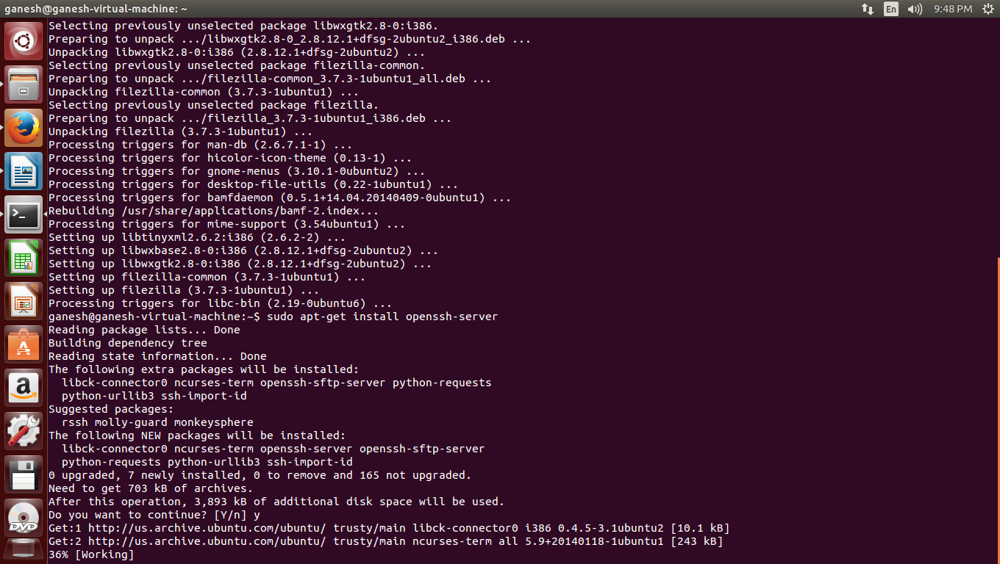 ganesh@ganesh-virtual-machine: ~
En
9:48 PM
Selecting previously unselected package libwxgtk2.8-0:i386.
Preparing to unpack .../libwxgtk2.8-0_2.8.12.1+dfsg-2ubuntu2_i386.deb ...
Unpacking libwxgtk2.8-0:i386 (2.8.12.1+dfsg-2ubuntu2) ...
Selecting previously unselected package filezilla-common.
Preparing to unpack .../filezilla-common_3.7.3-1ubuntu1_all.deb ...
Unpacking filezilla-common (3.7.3-1ubuntu1) ...
Selecting previously unselected package filezilla.
Preparing to unpack .../filezilla_3.7.3-1ubuntu1_i386.deb ...
Unpacking filezilla (3.7.3-1ubuntu1) ...
Processing triggers for man-db (2.6.7.1-1) ...
Processing triggers for hicolor-icon-theme (0.13-1) ...
Processing triggers for gnome-menus (3.10.1-0ubuntu2) ...
Processing triggers for desktop-file-utils (0.22-1ubuntu1) ...
Processing triggers for bamfdaemon (0.5.1+14.04.20140409-0ubuntu1) ...
Rebuilding /usr/share/applications/bamf-2.index...
Processing triggers for mime-support (3.54ubuntu1) ...
Setting up libtinyxml2.6.2:i386 (2.6.2-2) ...
Setting up libwxbase2.8-0:i386 (2.8.12.1+dfsg-2ubuntu2) ...
Setting up libwxgtk2.8-0:i386 (2.8.12.1+dfsg-2ubuntu2) ...
Setting up filezilla-common (3.7.3-1ubuntu1) ...
Setting up filezilla (3.7.3-1ubuntu1) ...
Processing triggers for libc-bin (2.19-0ubuntu6) ...
ganesh@ganesh-virtual-machine:~$ sudo apt-get install openssh-server
Reading package lists... Done
Building dependency tree
Reading state information... Done
The following extra packages will be installed:
libck-connector0 ncurses-term openssh-sftp-server python-requests
python-urllib3 ssh-import-id
Suggested packages:
rssh molly-guard monkeysphere
The following NEW packages will be installed:
libck-connector0 ncurses-term openssh-server openssh-sftp-server
python-requests python-urllib3 ssh-import-id
0 upgraded, 7 newly installed, 0 to remove and 165 not upgraded.
Need to get 703 kB of archives.
After this operation, 3,893 kB of additional disk space will be used.
Do you want to continue? [Y/n] y
Get:1 http://us.archive.ubuntu.com/ubuntu/ trusty/main libck-connector0 i386 0.4.5-3.1ubuntu2 [10.1 kB]
Get:2 http://us.archive.ubuntu.com/ubuntu/ trusty/main ncurses-term all 5.9+20140118-1ubuntu1 [243 kB]
36% [Working]
>_
A
a
DVD